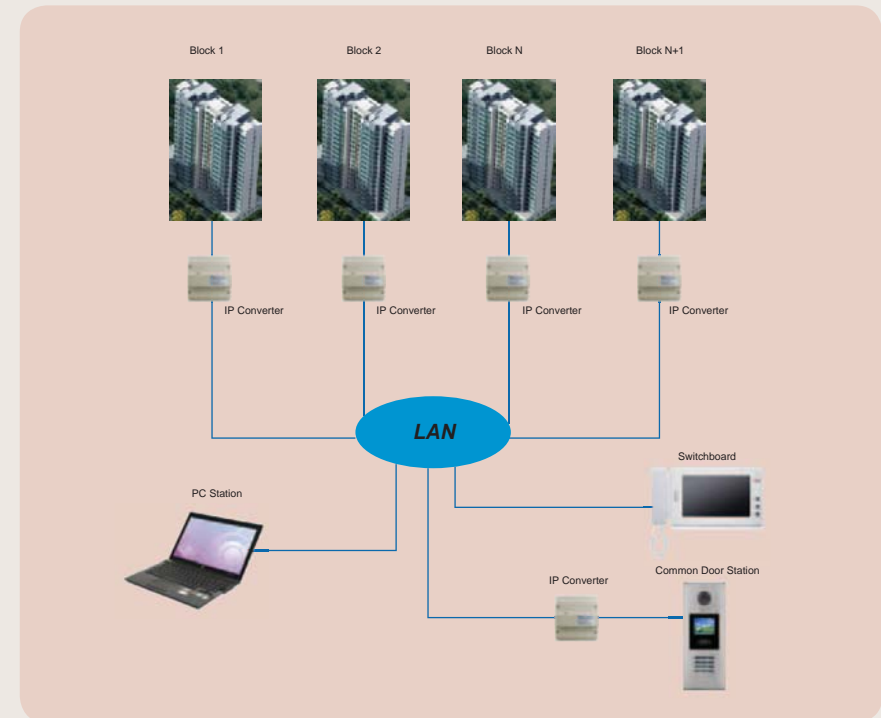 Block 1
Block 2
Block N
Block N+1
IP Converter
IP Converter
IP Converter
IP Converter
LAN
Switchboard
PC Station
Common Door Station
IP Converter